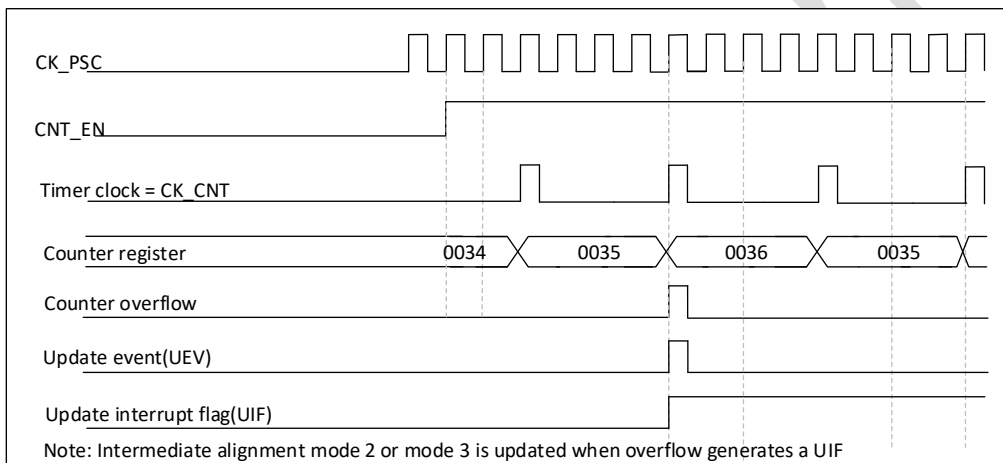 CK_PSC
CNT_EN
Timer clock = CK_CNT
Counter register 0034 0035 0036 0035
Counter overflow
Update event(UEV)
Update interrupt flag(UIF)
Note: Intermediate alignment mode 2 or mode 3 is updated when overflow generates a UIF